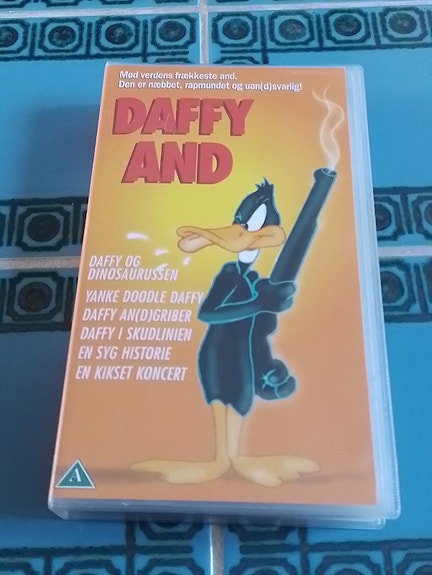 Mød verdens frækkeste and.
Den er næbbet, rapmundet og uan(d)svarlig!
DAFFY
AND
DAFFY OG
DINOSAURUSSEN
YANKE DOODLE DAFFY
DAFFY AN(D)GRIBER
DAFFY I SKUDLINIEN
EN SYG HISTORIE
EN KIKSET KONCERT
A